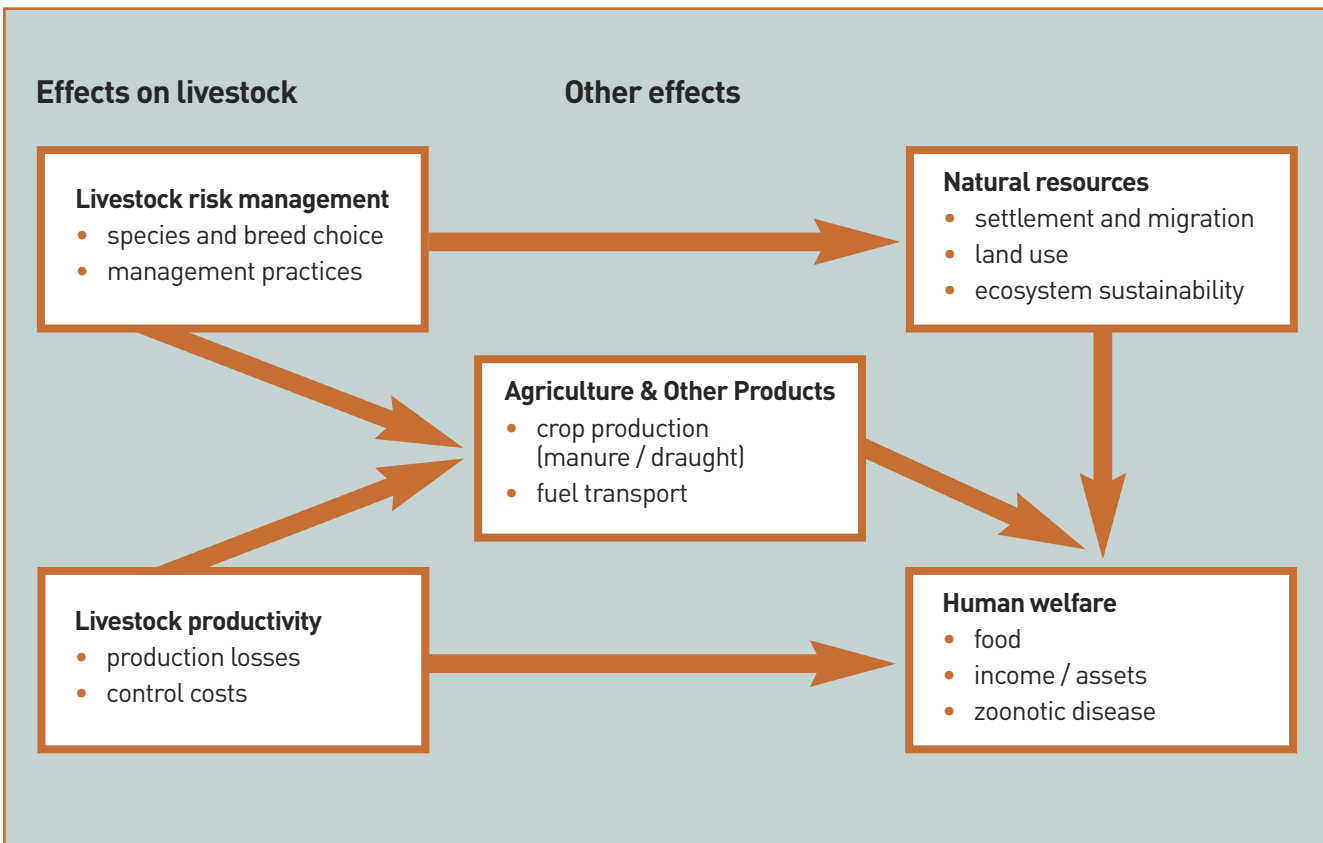 Effects on livestock
Other effects
Livestock risk management
• species and breed choice
• management practices
Natural resources
• settlement and migration
• land use
• ecosystem sustainability
Agriculture & Other Products
• crop production
(manure / draught)
• fuel transport
Livestock productivity
• production losses
• control costs
Human welfare
• food
• income / assets
• zoonotic disease